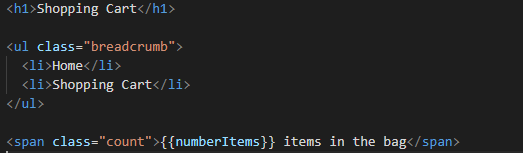 <h1>Shopping Cart</h1>
<ul class="breadcrumb">
<li>Home</li>
<li>Shopping Cart</li>
</ul>
<span class="count">{{numberItems}} items in the bag</span>